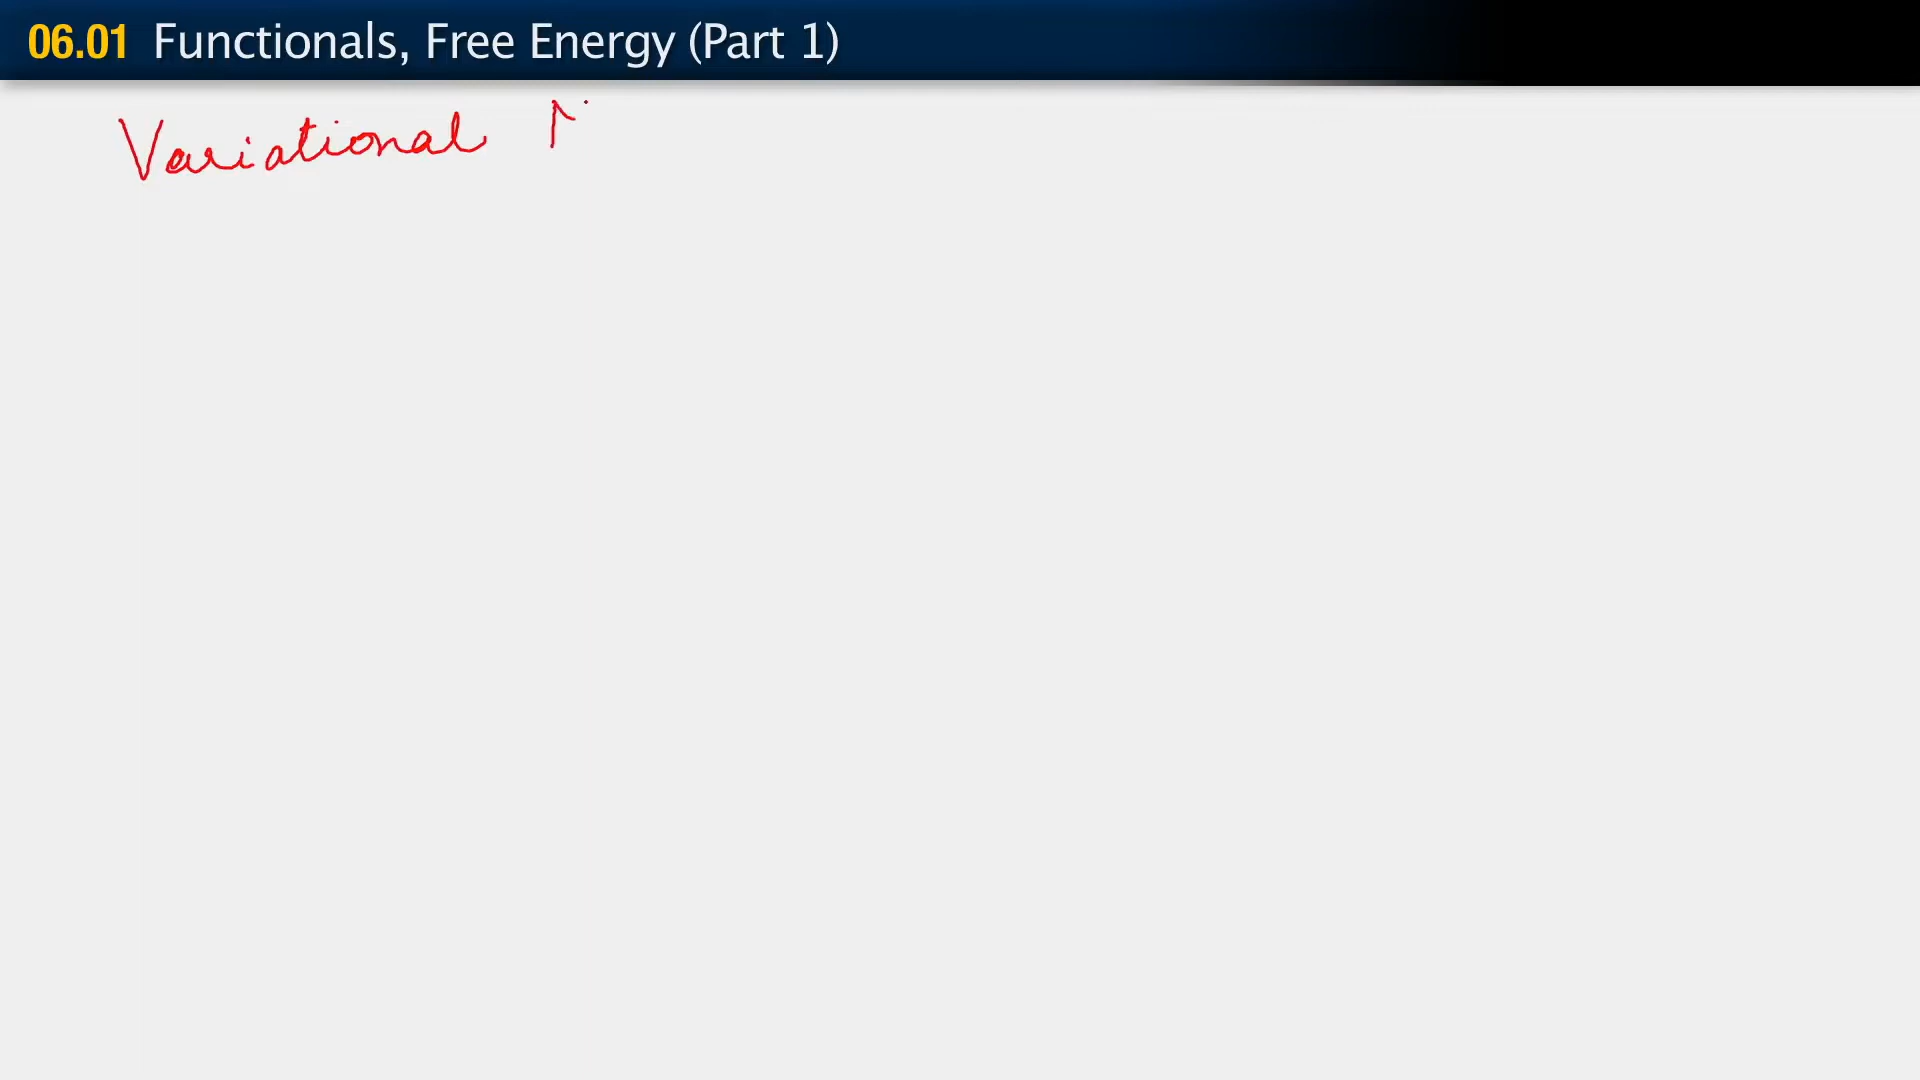 06.01 Functionals, Free Energy (Part 1)
Variational